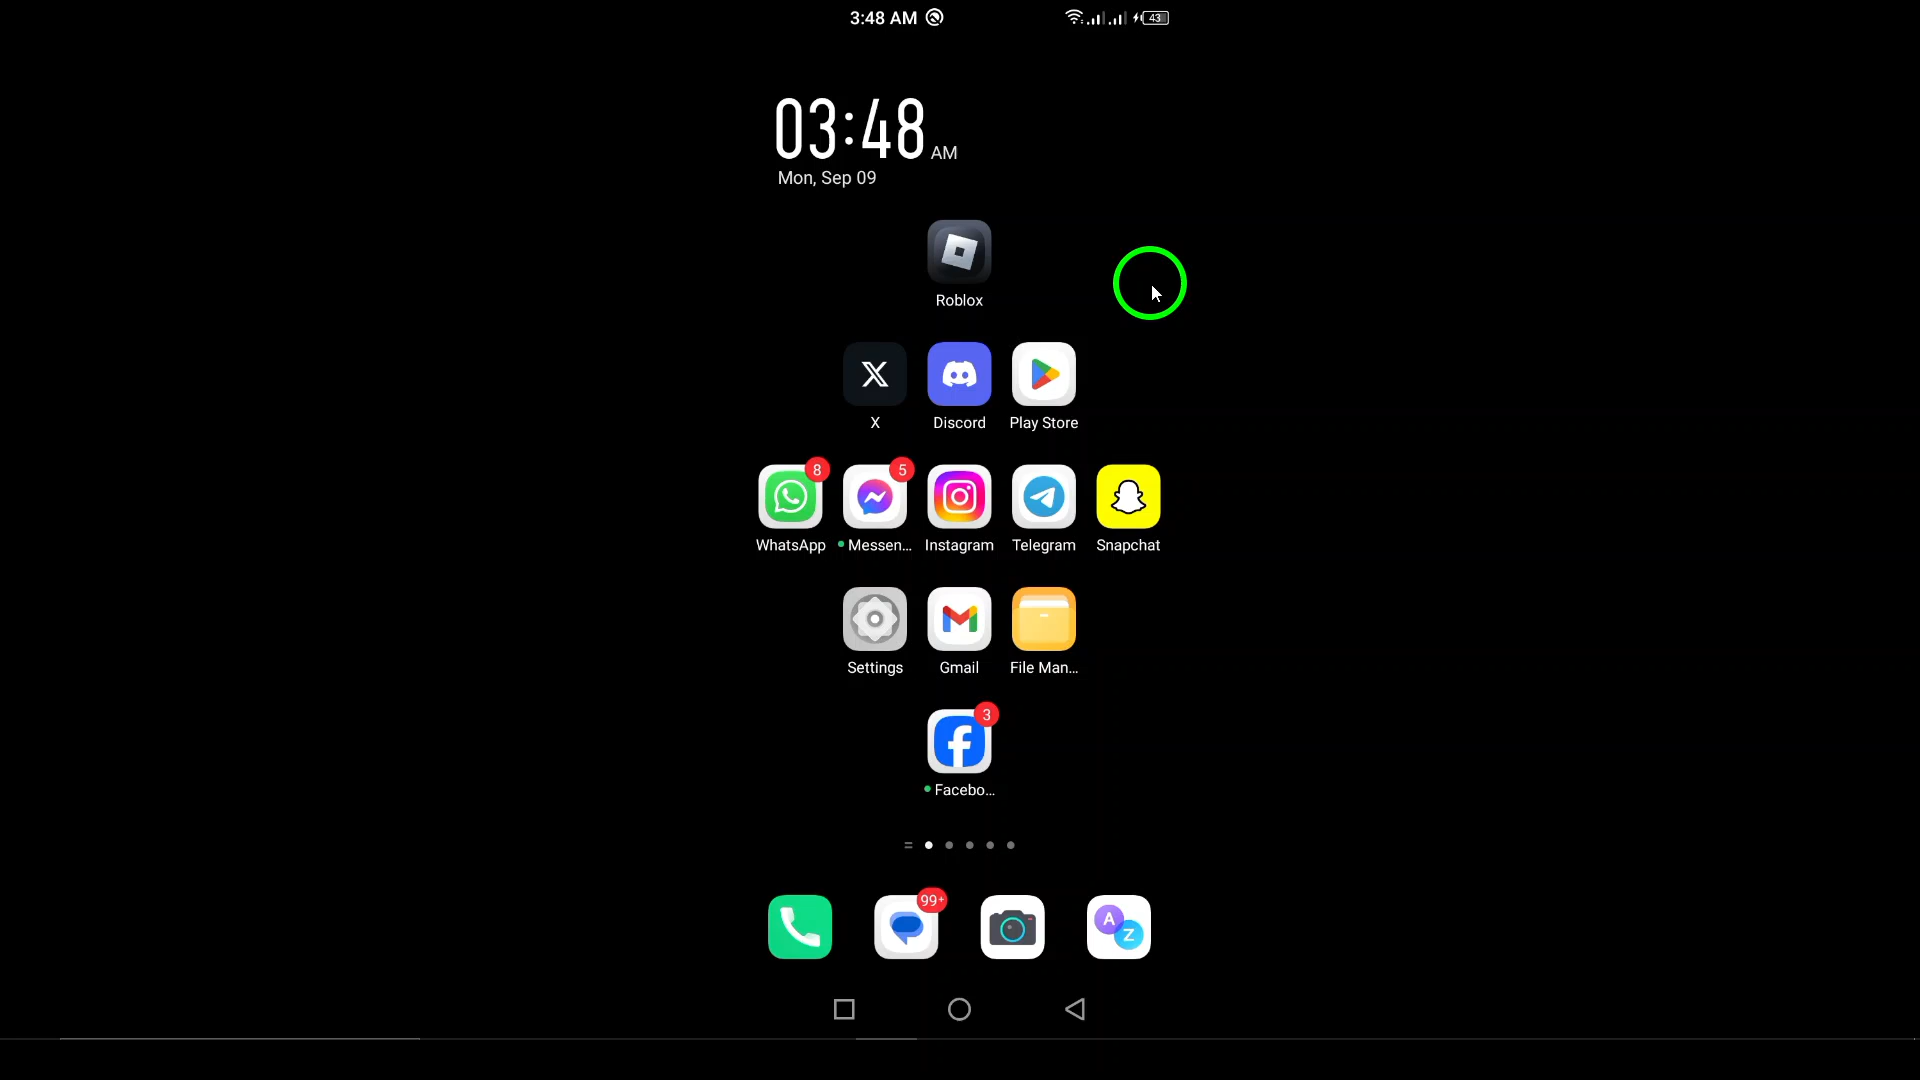 3:48 AM
43
03:48 AM
Mon, Sep 09
Roblox
X
Discord
Play Store
8
5
WhatsApp
Messen...
Instagram
Telegram
Snapchat
Settings
Gmail
File Man...
3
Facebo...
99+
A
Z